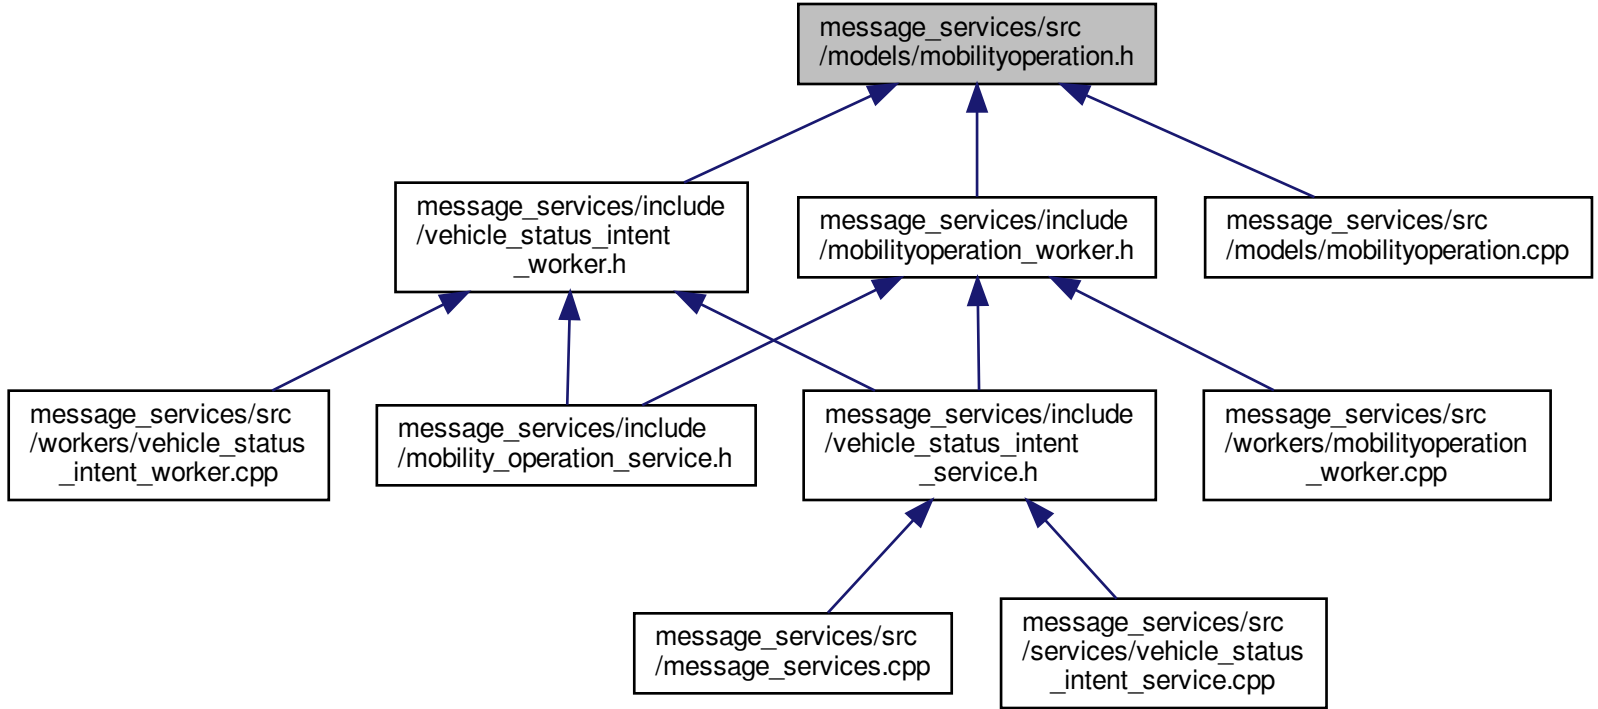 message_services/src
/models/mobilityoperation.h
message_services/include
/vehicle_status_intent
_worker.h
message_services/include
/mobilityoperation_worker.h
message_services/src
/models/mobilityoperation.cpp
message_services/src
/workers/vehicle_status
_intent_worker.cpp
message_services/include
/mobility_operation_service.h
message_services/include
/vehicle_status_intent
_service.h
message_services/src
/workers/mobilityoperation
_worker.cpp
message_services/src
/message_services.cpp
message_services/src
/services/vehicle_status
_intent_service.cpp